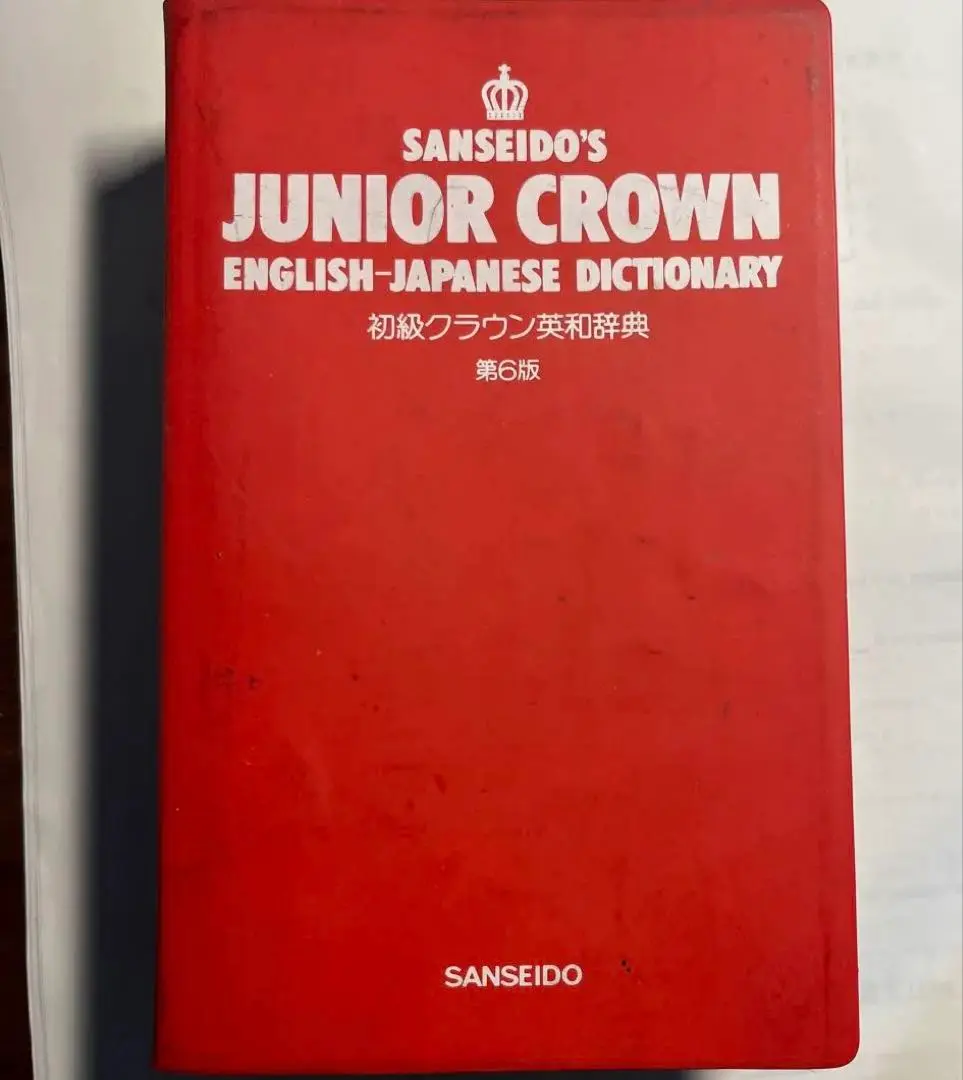 SANSEIDO'S
JUNIOR CROWN
ENGLISH-JAPANESE DICTIONARY
初級クラウン英和辞典
第6版
SANSEIDO